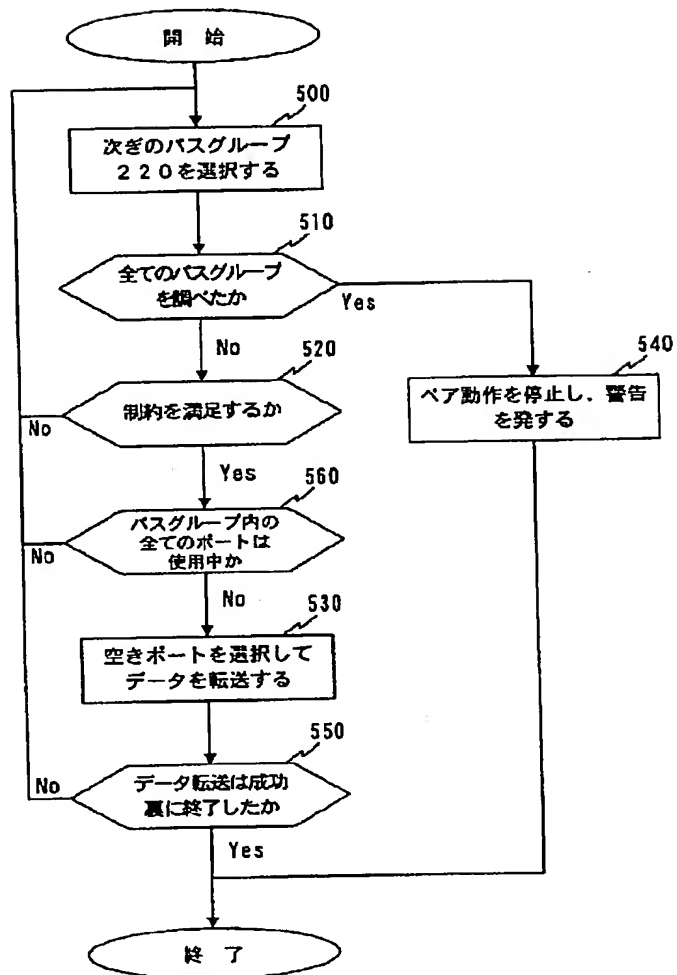 開 始
500
次ぎのパスグループ
220を選択する
510
全てのパスグループ
を調べたか
Yes
No
520
540
制約を満足するか
ペア動作を停止し、警告
を発する
No
Yes
560
パスグループ内の
全てのポートは
使用中か
No
No
530
空きポートを選択して
データを転送する
550
データ転送は成功
裏に終了したか
No
Yes
終 了